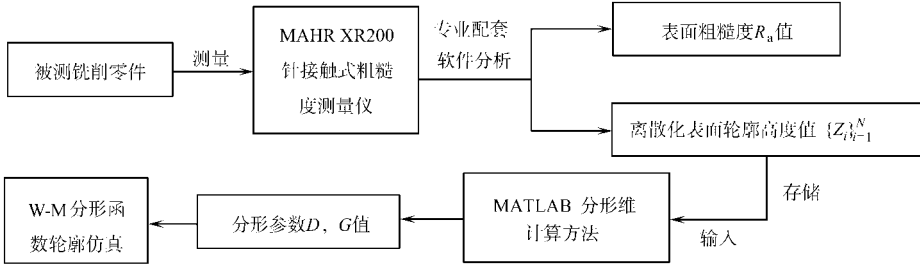 被测铣削零件
测量
MAHR XR200
针接触式粗糙
度测量仪
专业配套
软件分析
表面粗糙度Ra值
离散化表面轮廓高度值 {Zi}Ni−1
存储
输入
MATLAB 分形维
计算方法
分形参数D，G值
W-M分形函
数轮廓仿真